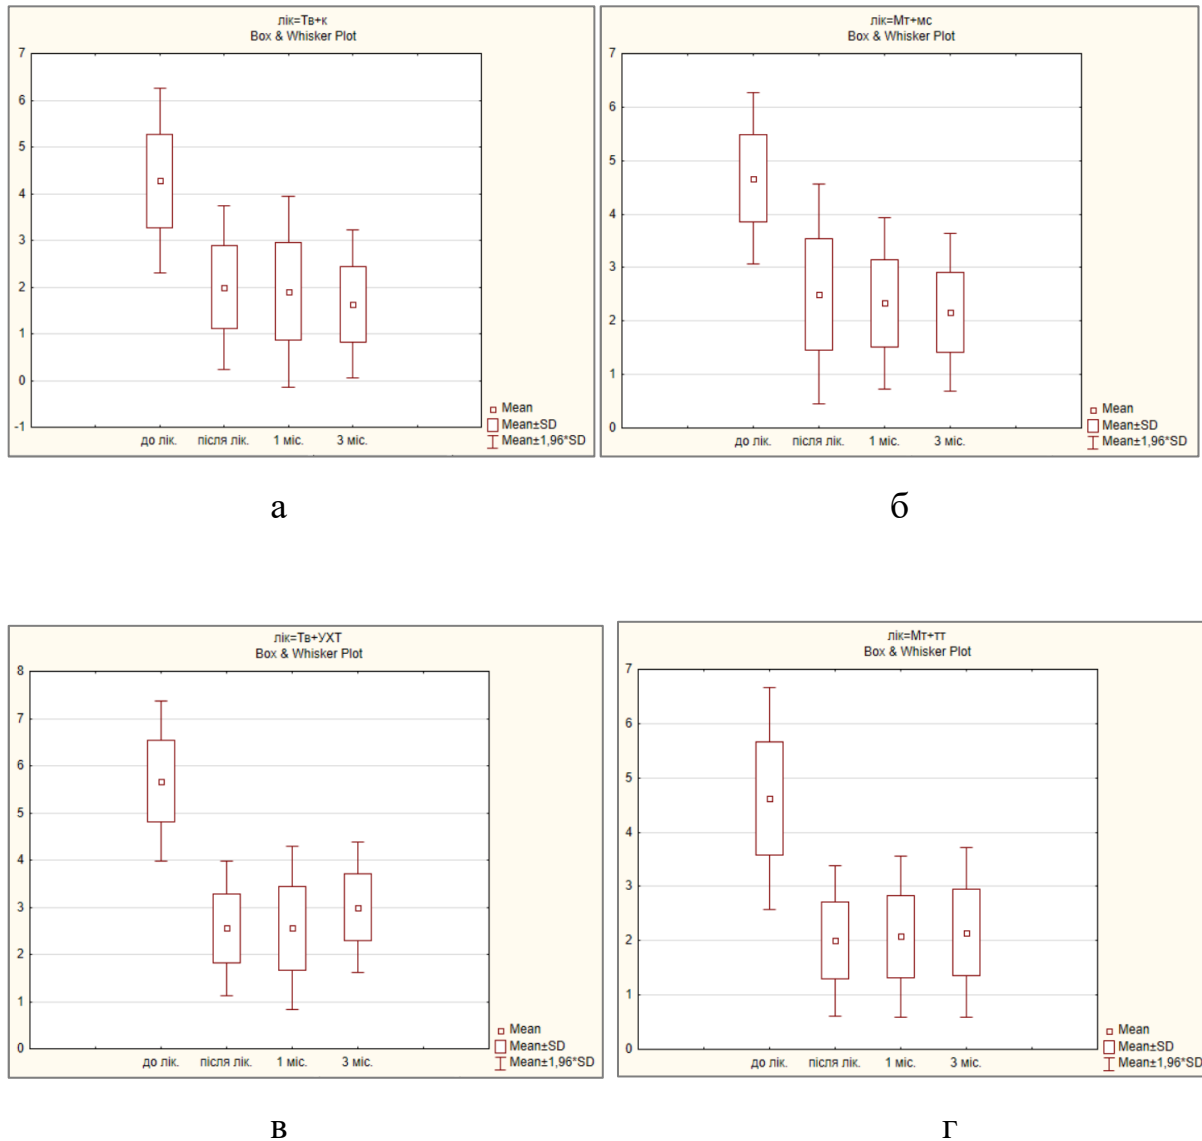 лік=Тв+к
Box & Whisker Plot
7
6
5
4
3
2
1
0
-1
до лік.
після лік.
1 міс.
3 міс.
Mean
Mean±SD
Mean±1,96*SD
а
лік=Мт+мс
Box & Whisker Plot
7
6
5
4
3
2
1
0
до лік.
після лік.
1 міс.
3 міс.
Mean
Mean±SD
Mean±1,96*SD
б
лік=Тв+УХТ
Box & Whisker Plot
8
7
6
5
4
3
2
1
0
до лік.
після лік.
1 міс.
3 міс.
Mean
Mean±SD
Mean±1,96*SD
в
лік=Мт+тт
Box & Whisker Plot
7
6
5
4
3
2
1
0
до лік.
після лік.
1 міс.
3 міс.
Mean
Mean±SD
Mean±1,96*SD
г